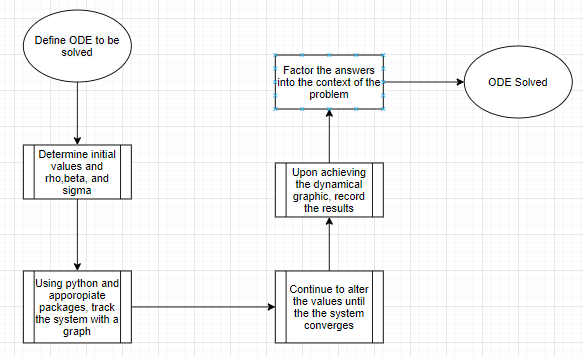 Define ODE to be
solved
Determine initial
values and
rho,beta, and
sigma
Using python and
apporopiate
packages, track
the system with a
graph
Continue to alter
the values until
the the system
converges
Upon achieving
the dynamical
graphic, record
the results
Factor the answers
into the context of the
problem
ODE Solved